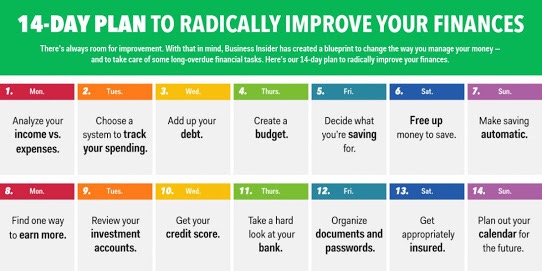 14-DAY PLAN TO RADICALLY IMPROVE YOUR FINANCES
There's always room for improvement. With that in mind, Business Insider has created a blueprint to change the way you manage your money –
and to take care of some long-overdue financial tasks. Here's our 14-day plan to radically improve your finances.
1. Mon.
Analyze your
income vs.
expenses.
2. Tues.
Choose a
system to track
your spending.
3. Wed.
Add up your
debt.
4. Thurs.
Create a
budget.
5. Fri.
Decide what
you're saving
for.
6. Sat.
Free up
money to save.
7. Sun.
Make saving
automatic.
8. Mon.
Find one way
to earn more.
9. Tues.
Review your
investment
accounts.
10. Wed.
Get your
credit score.
11. Thurs.
Take a hard
look at your
bank.
12. Fri.
Organize
documents and
passwords.
13. Sat.
Get
appropriately
insured.
14. Sun.
Plan out your
calendar for
the future.